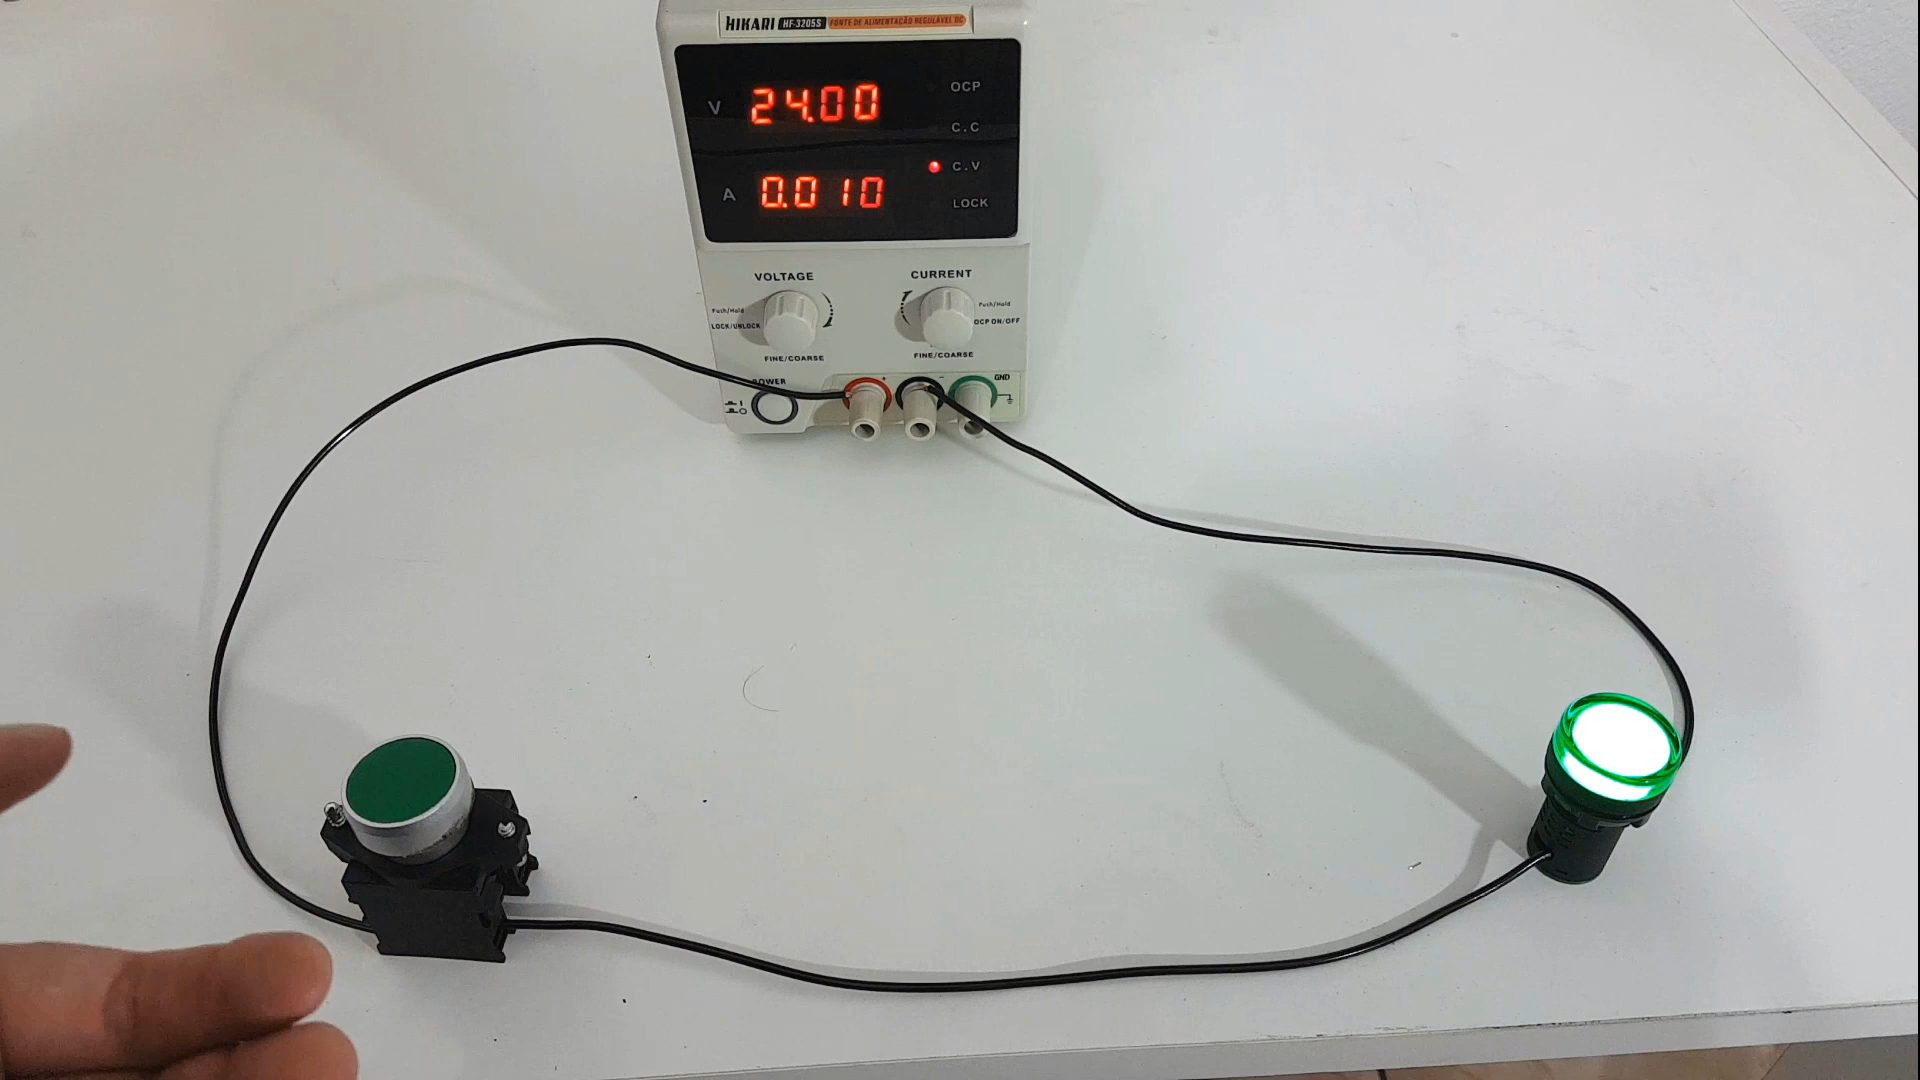 HIKARI HF-3205S FONTE DE ALIMENTAÇÃO REGULÁVEL DC
V 24.00 OCP
C.C
C.V
A 0.010
LOCK
VOLTAGE
CURRENT
Push/Hold
LOCK/UNLOCK
FINE/COARSE
Push/Hold
OCP ON/OFF
FINE/COARSE
POWER
+
-
GND